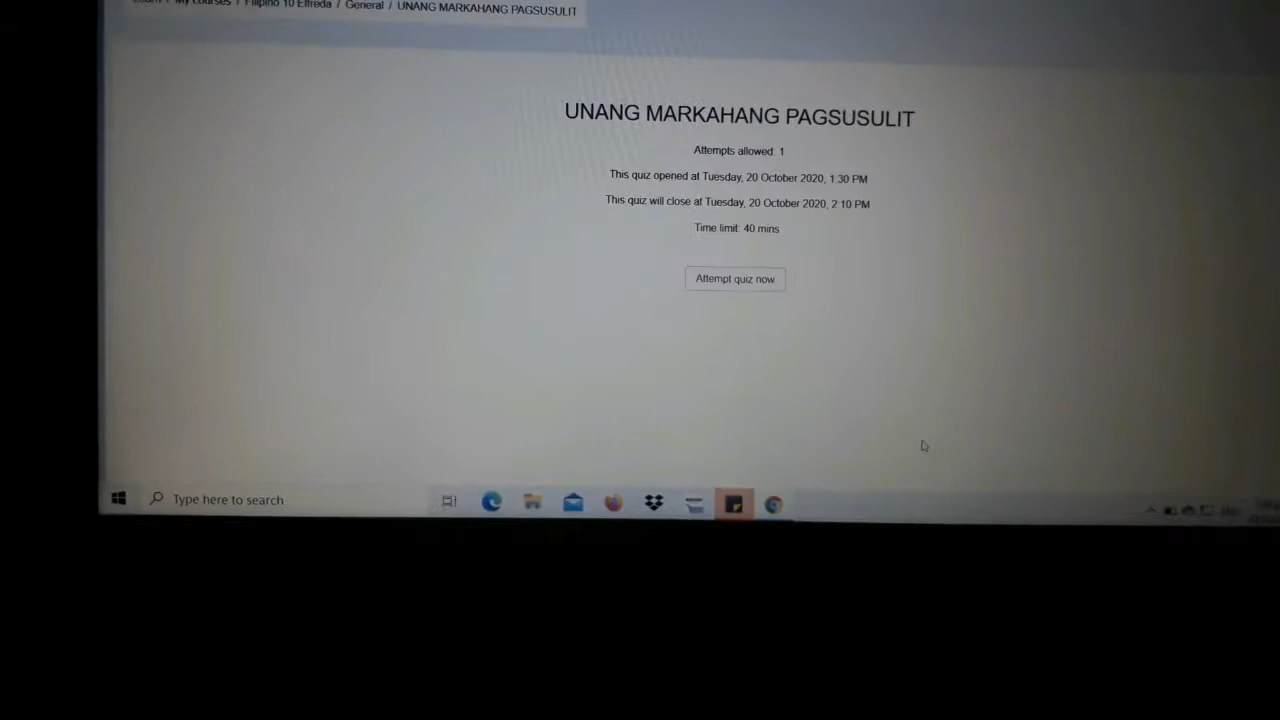 My courses / Filipino 10 Elfreda / General / UNANG MARKAHANG PAGSUSULIT
UNANG MARKAHANG PAGSUSULIT
Attempts allowed: 1
This quiz opened at Tuesday, 20 October 2020, 1:30 PM
This quiz will close at Tuesday, 20 October 2020, 2:10 PM
Time limit: 40 mins
Attempt quiz now
Type here to search